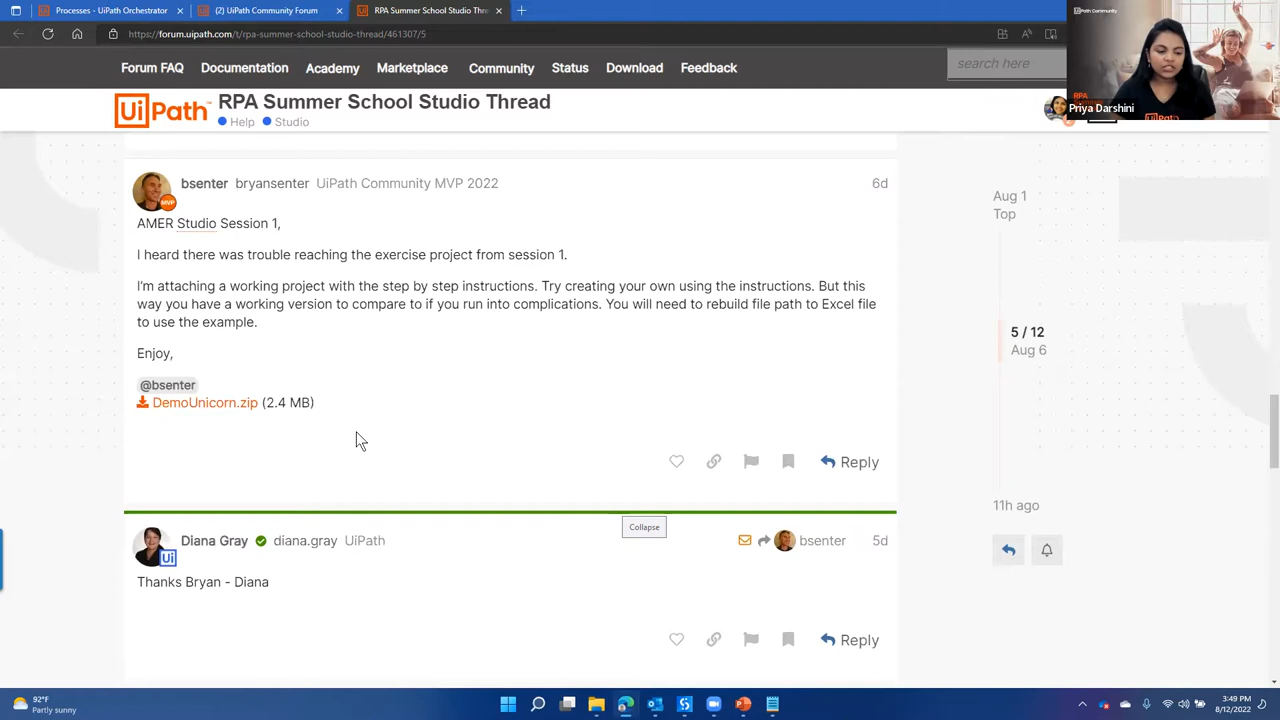 Processes - UiPath Orchestrator
(2) UiPath Community Forum
RPA Summer School Studio Thre
https://forum.uipath.com/t/rpa-summer-school-studio-thread/461307/5
UiPath Community
Priya Darshini
Forum FAQ
Documentation
Academy
Marketplace
Community
Status
Download
Feedback
search here
UiPath
RPA Summer School Studio Thread
Help
Studio
bsenter bryansenter UiPath Community MVP 2022
6d
MVP
AMER Studio Session 1,
I heard there was trouble reaching the exercise project from session 1.
I'm attaching a working project with the step by step instructions. Try creating your own using the instructions. But this
way you have a working version to compare to if you run into complications. You will need to rebuild file path to Excel file
to use the example.
Enjoy,
@bsenter
DemoUnicorn.zip (2.4 MB)
Reply
Aug 1
Top
5 / 12
Aug 6
11h ago
Collapse
Diana Gray diana.gray UiPath
bsenter
5d
Ui
Thanks Bryan - Diana
Reply
92°F
Partly sunny
3:49 PM
8/12/2022